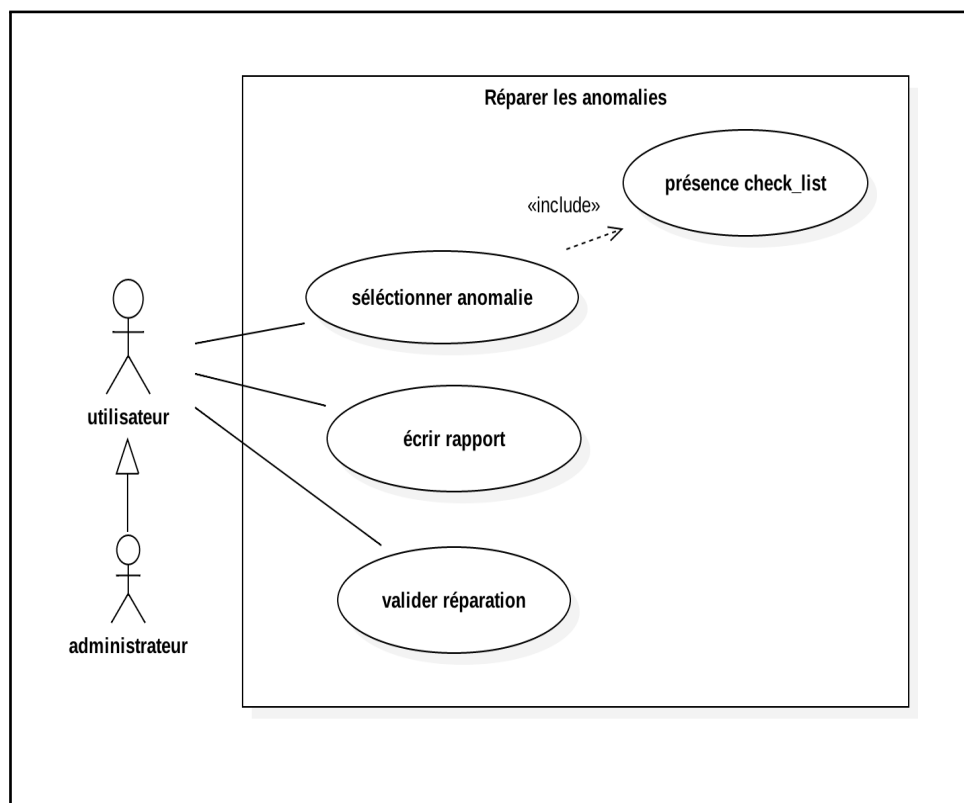 Réparer les anomalies
présence check_list
«include»
séléctionner anomalie
écrir rapport
utilisateur
valider réparation
administrateur